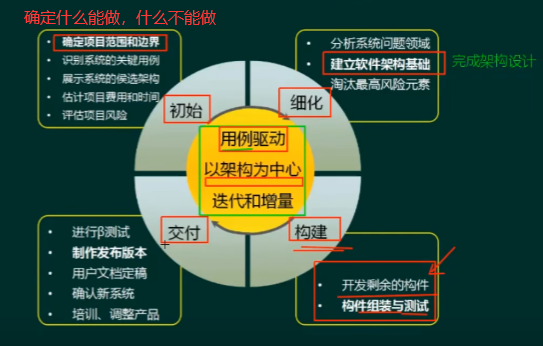 确定什么能做，什么不能做
确定项目范围和边界
识别系统的关键用例
展示系统的侯选架构
估计项目费用和时间
评估项目风险
分析系统问题领域
建立软件架构基础
淘汰最高风险元素
完成架构设计
初始
细化
用例驱动
以架构为中心
迭代和增量
交付
构建
进行β测试
制作发布版本
用户文档定稿
确认新系统
培训、调整产品
开发剩余的构件
构件组装与测试